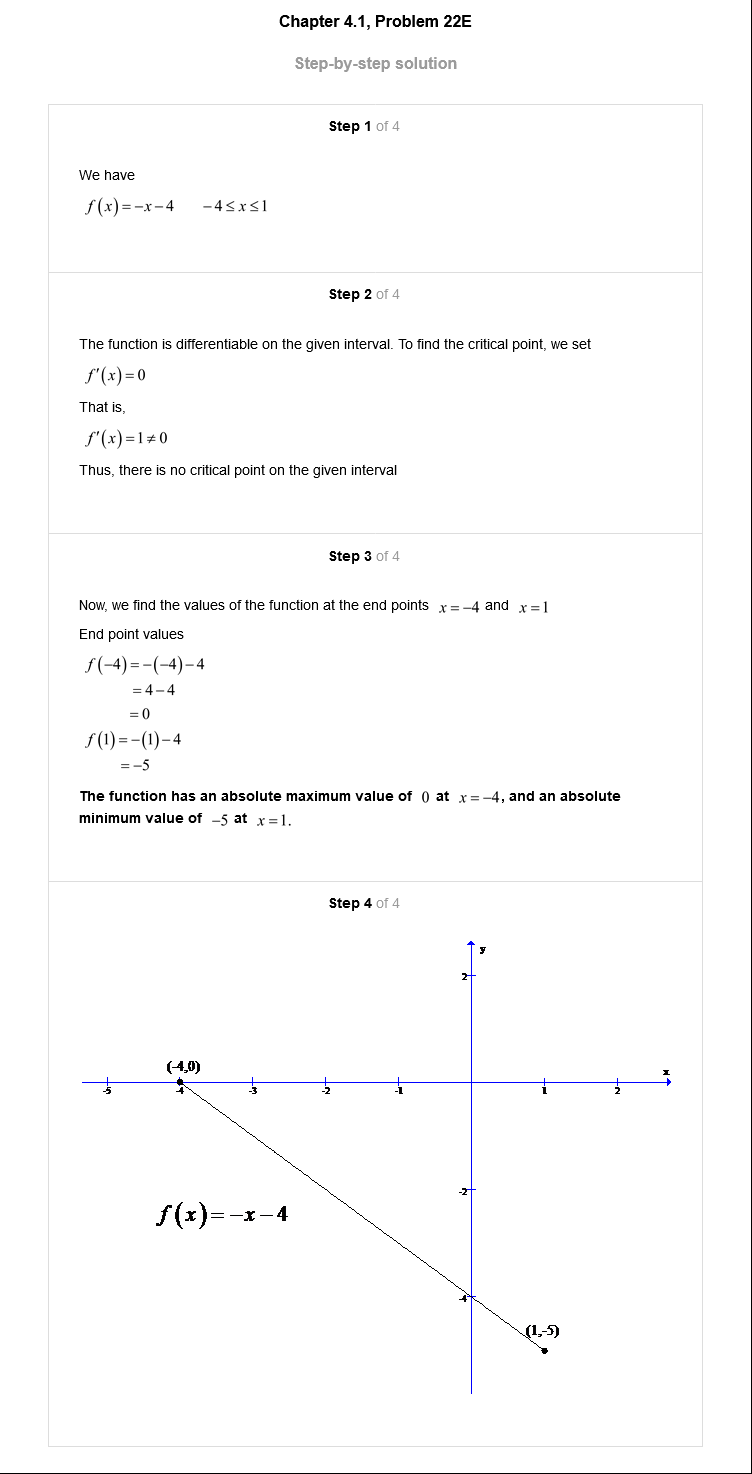 Chapter 4.1, Problem 22E
Step-by-step solution
Step 1 of 4
We have
f(x)=−x−4    −4≤x≤1
Step 2 of 4
The function is differentiable on the given interval. To find the critical point, we set
f′(x)=0
That is,
f′(x)=1≠0
Thus, there is no critical point on the given interval
Step 3 of 4
Now, we find the values of the function at the end points x=−4 and x=1
End point values
f(−4)=−(−4)−4
=4−4
=0
f(1)=−(1)−4
=−5
The function has an absolute maximum value of 0 at x=−4, and an absolute
minimum value of −5 at x=1.
Step 4 of 4
y
2
(-4,0)
x
-5 -4 -3 -2 -1 1 2
-2
f(x)=−x−4
-4
(1,-5)